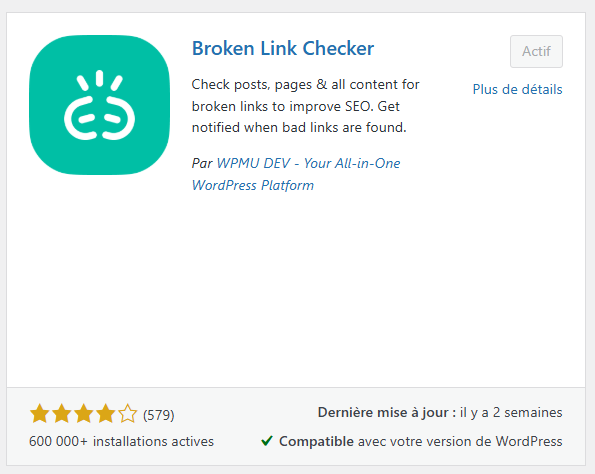 Broken Link Checker
Actif
Plus de détails
Check posts, pages & all content for
broken links to improve SEO. Get
notified when bad links are found.
Par WPMU DEV - Your All-in-One
WordPress Platform
(579)
600 000+ installations actives
Dernière mise à jour : il y a 2 semaines
Compatible avec votre version de WordPress